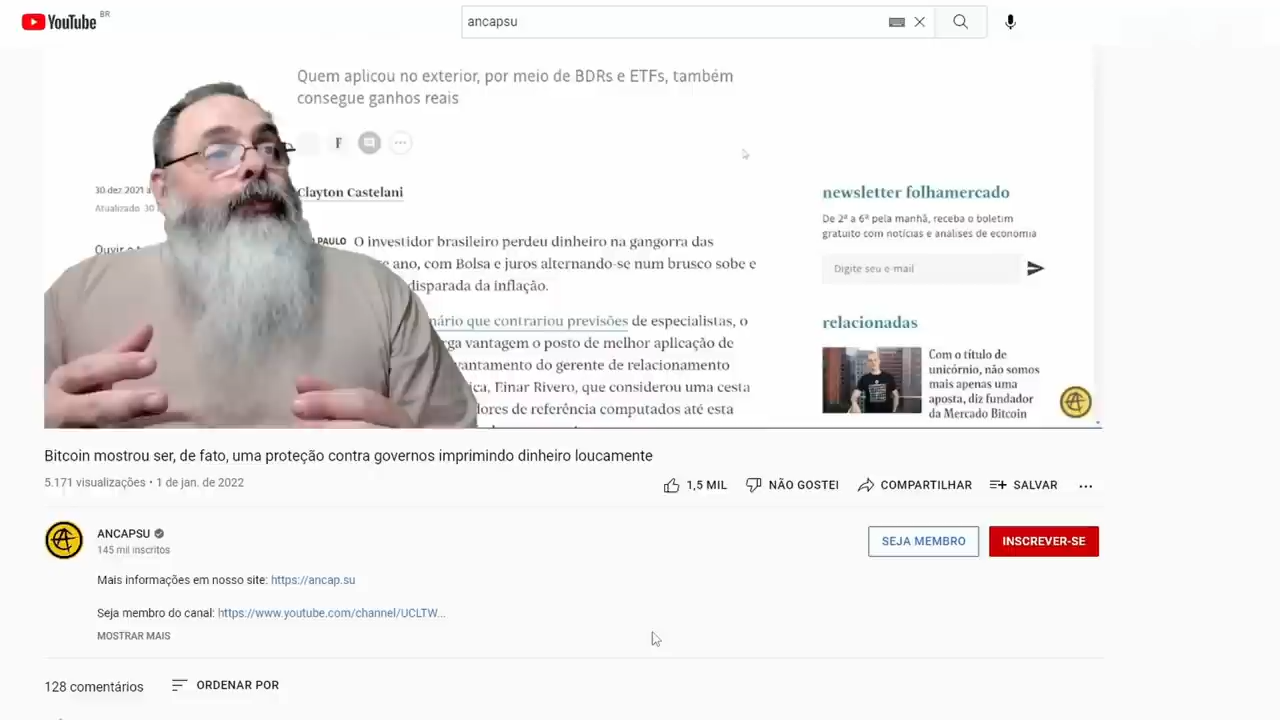 YouTube BR
ancapsu
Quem aplicou no exterior, por meio de BDRs e ETFs, também
consegue ganhos reais
F
30 dez 2021
Atualizado 30
Clayton Castelani
Ouvir o
PAULO O investidor brasileiro perdeu dinheiro na gangorra das
e ano, com Bolsa e juros alternando-se num brusco sobe e
disparada da inflação.
nário que contrariou previsões de especialistas, o
rga vantagem o posto de melhor aplicação de
vantamento do gerente de relacionamento
ica, Einar Rivero, que considerou uma cesta
dores de referência computados até esta
newsletter folhamercado
De 2ª a 6ª pela manhã, receba o boletim
gratuito com notícias e análises de economia
Digite seu e-mail
relacionadas
Com o título de
unicórnio, não somos
mais apenas uma
aposta, diz fundador
da Mercado Bitcoin
Bitcoin mostrou ser, de fato, uma proteção contra governos imprimindo dinheiro loucamente
5.171 visualizações • 1 de jan. de 2022
1,5 MIL
NÃO GOSTEI
COMPARTILHAR
SALVAR
ANCAPSU
145 mil inscritos
SEJA MEMBRO
INSCREVER-SE
Mais informações em nosso site: https://ancap.su
Seja membro do canal: https://www.youtube.com/channel/UCLTW...
MOSTRAR MAIS
128 comentários
ORDENAR POR